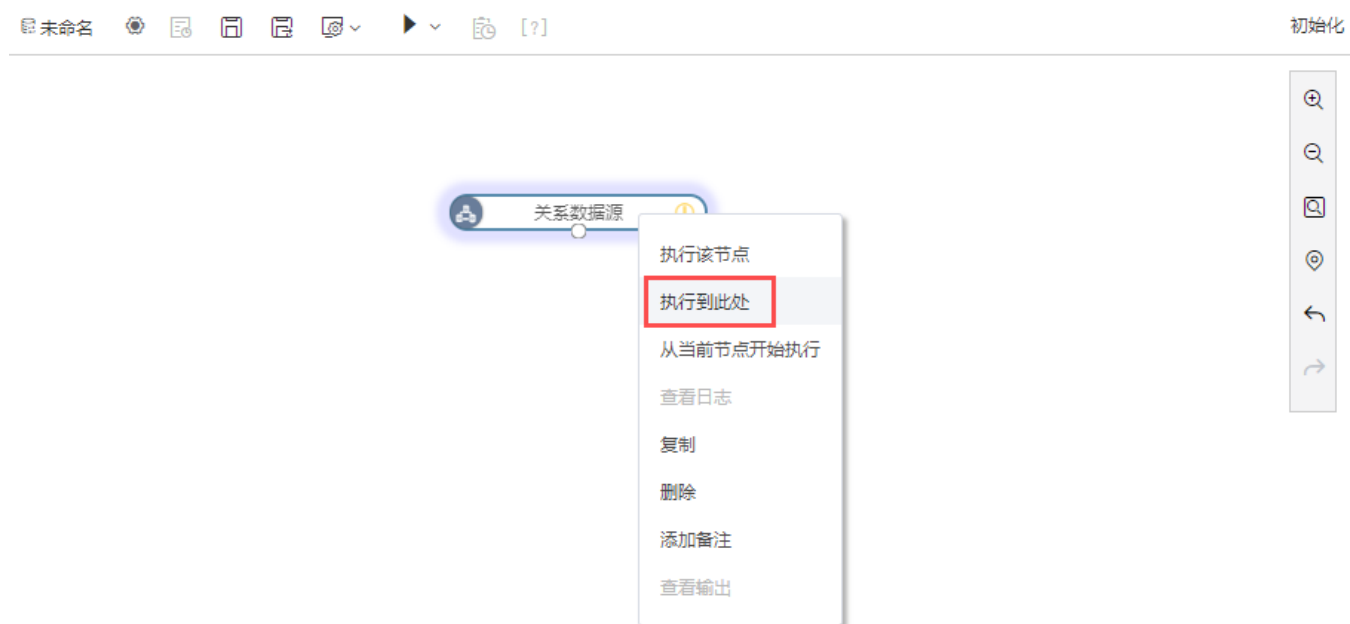 未命名 [?] 初始化
关系数据源
执行该节点
执行到此处
从当前节点开始执行
查看日志
复制
删除
添加备注
查看输出